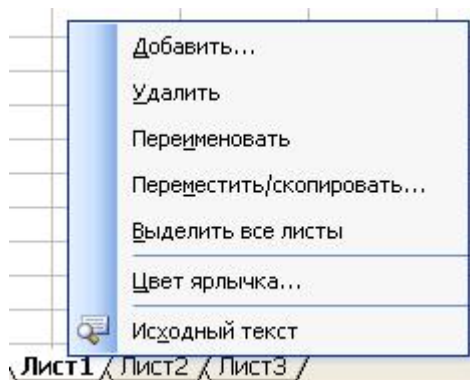 Добавить...
Удалить
Переименовать
Переместить/скопировать...
Выделить все листы
Цвет ярлычка...
Исходный текст
Лист1 / Лист2 / Лист3 /